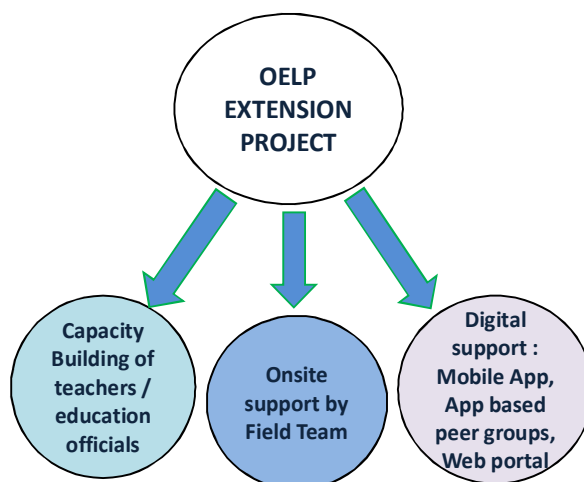 OELP
EXTENSION
PROJECT
Capacity
Building of
teachers /
education
officials
Onsite
support by
Field Team
Digital
support :
Mobile App,
App based
peer groups,
Web portal